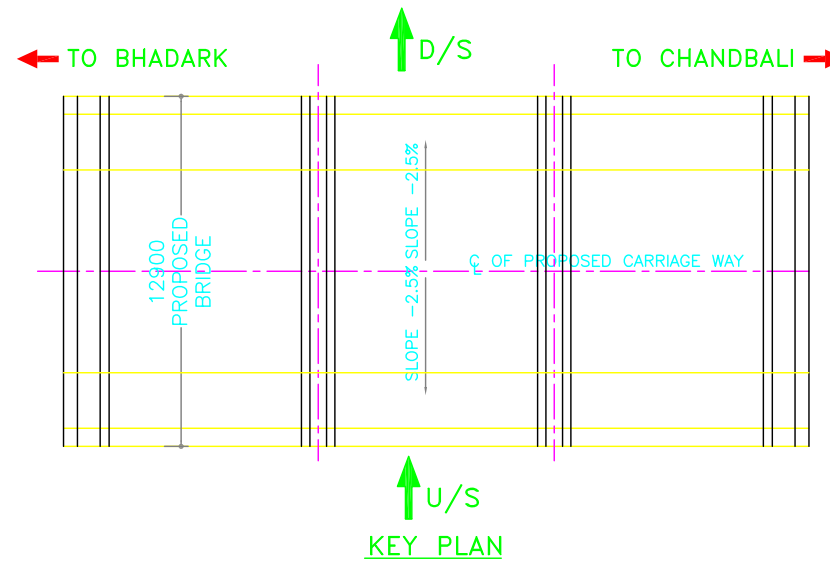 D/S
TO BHADARK
TO CHANDBALI
SLOPE -2.5%
SLOPE -2.5%
12900
PROPOSED
BRIDGE
℄ OF PROPOSED CARRIAGE WAY
U/S
KEY PLAN